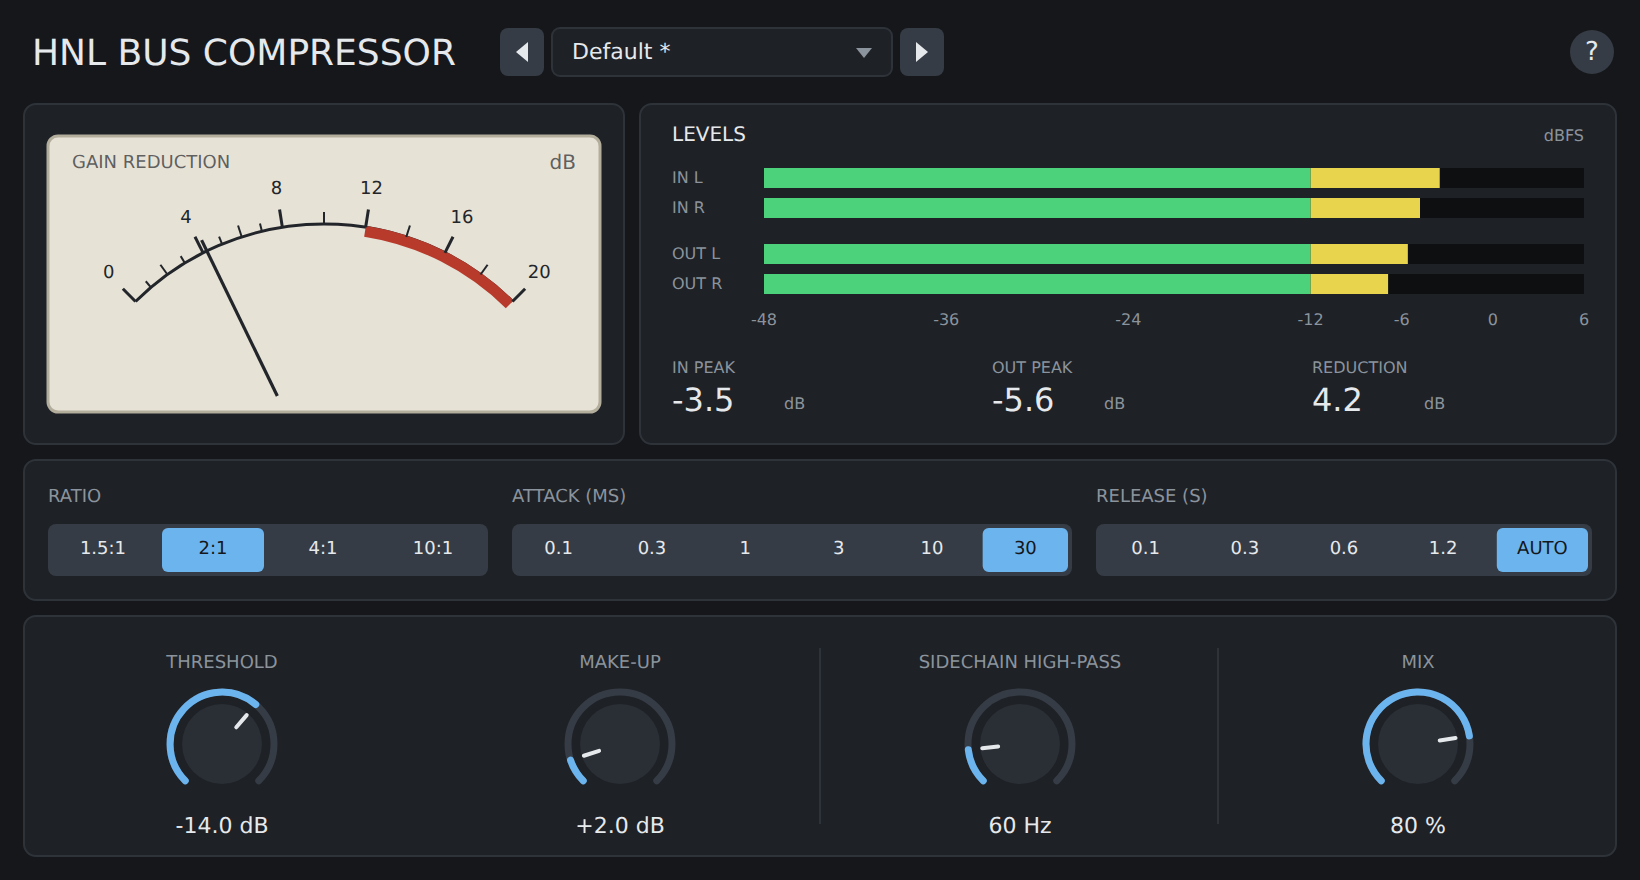 HNL BUS COMPRESSOR
Default *
?
GAIN REDUCTION dB
0 4 8 12 16 20
LEVELS dBFS
IN L
IN R
OUT L
OUT R
-48 -36 -24 -12 -6 0 6
IN PEAK OUT PEAK REDUCTION
-3.5 dB -5.6 dB 4.2 dB
RATIO ATTACK (MS) RELEASE (S)
1.5:1 2:1 4:1 10:1 0.1 0.3 1 3 10 30 0.1 0.3 0.6 1.2 AUTO
THRESHOLD MAKE-UP SIDECHAIN HIGH-PASS MIX
-14.0 dB +2.0 dB 60 Hz 80 %